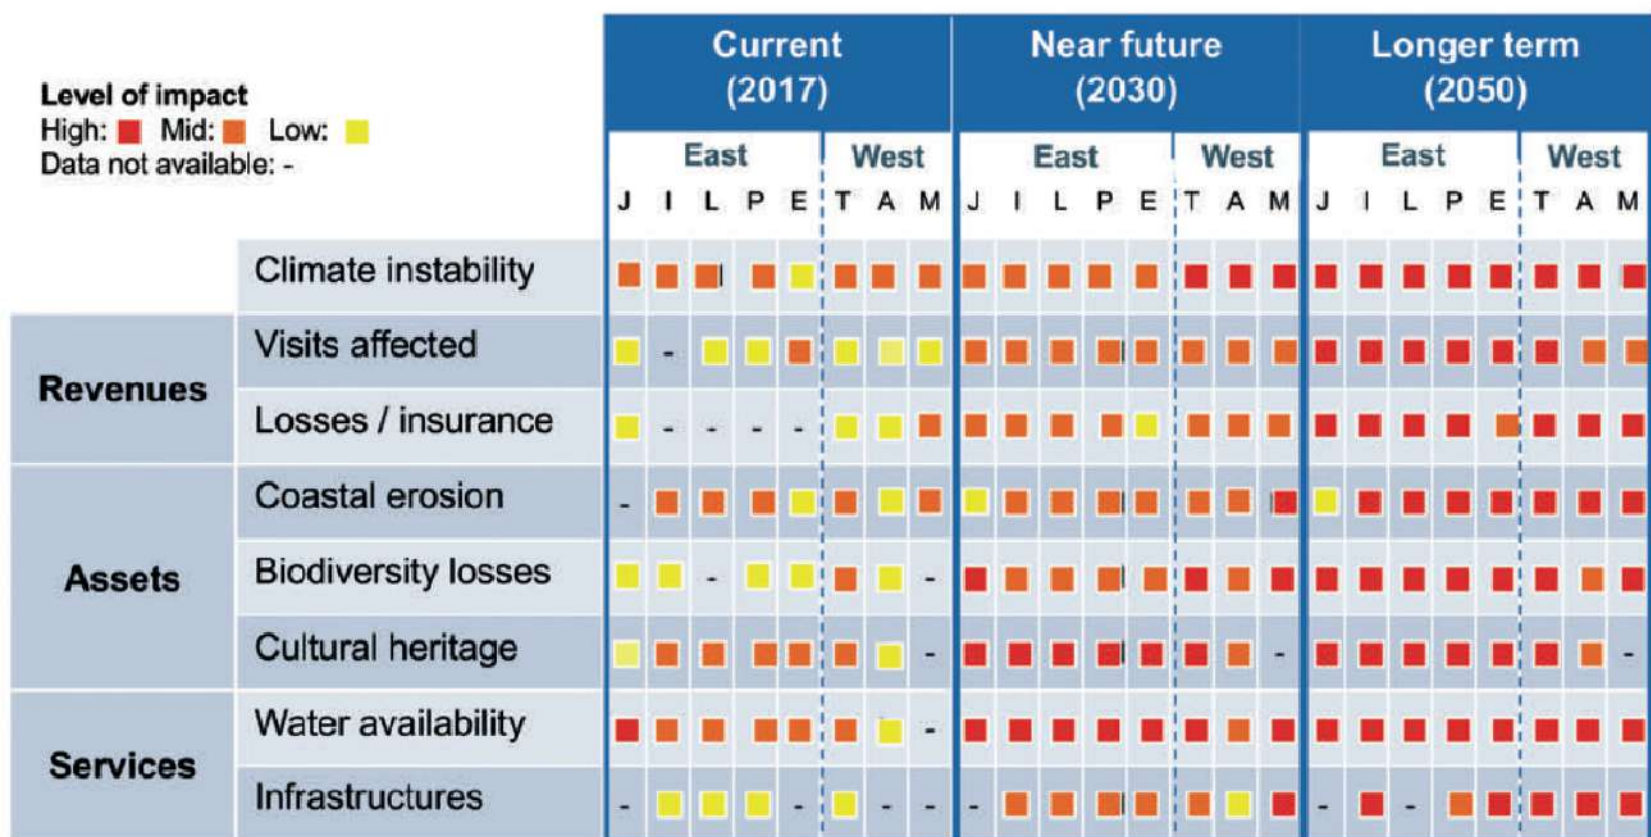 Current Near future Longer term
(2017) (2030) (2050)
Level of impact
High: Mid: Low:
Data not available: -
East West East West East West
J I L P E T A M J I L P E T A M J I L P E T A M
Climate instability
Revenues
Visits affected -
Losses / insurance - - - -
Assets
Coastal erosion -
Biodiversity losses - -
Cultural heritage - - -
Services
Water availability -
Infrastructures - - - - - - -